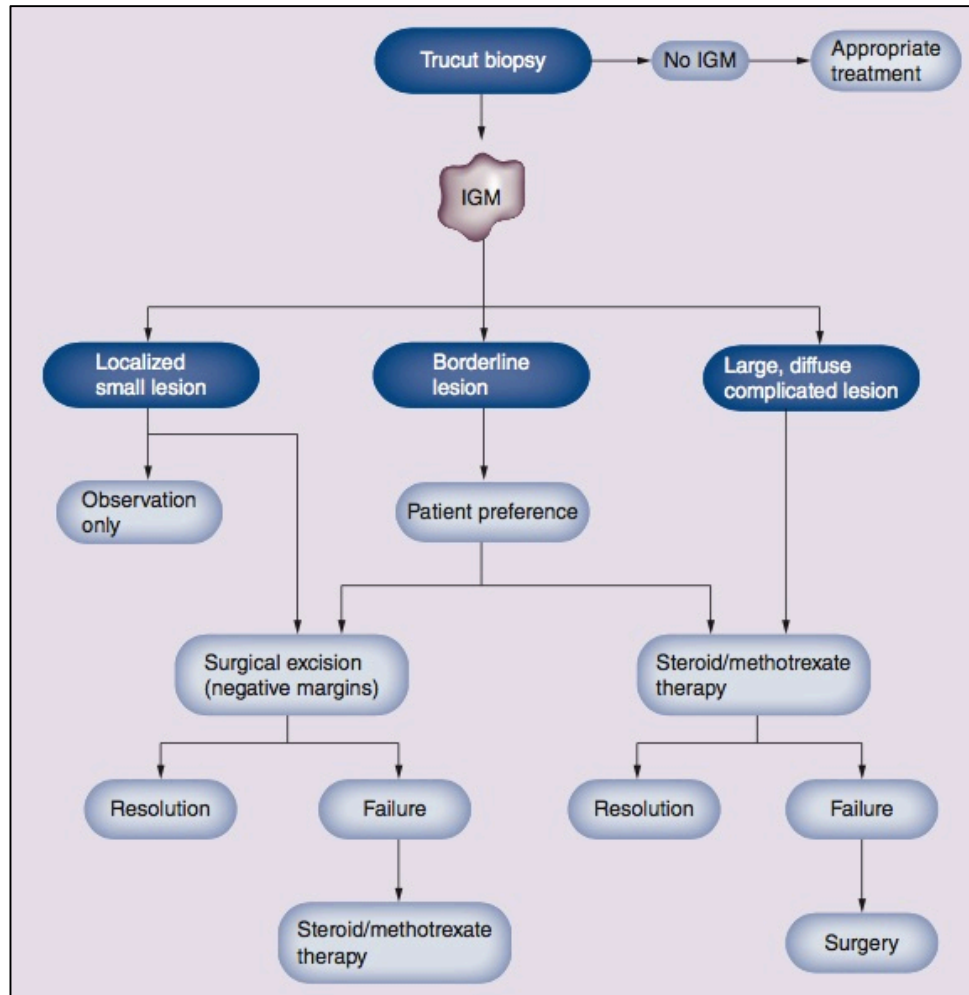 Trucut biopsy
No IGM
Appropriate
treatment
IGM
Localized
small lesion
Borderline
lesion
Large, diffuse
complicated lesion
Observation
only
Patient preference
Surgical excision
(negative margins)
Steroid/methotrexate
therapy
Resolution
Failure
Resolution
Failure
Steroid/methotrexate
therapy
Surgery